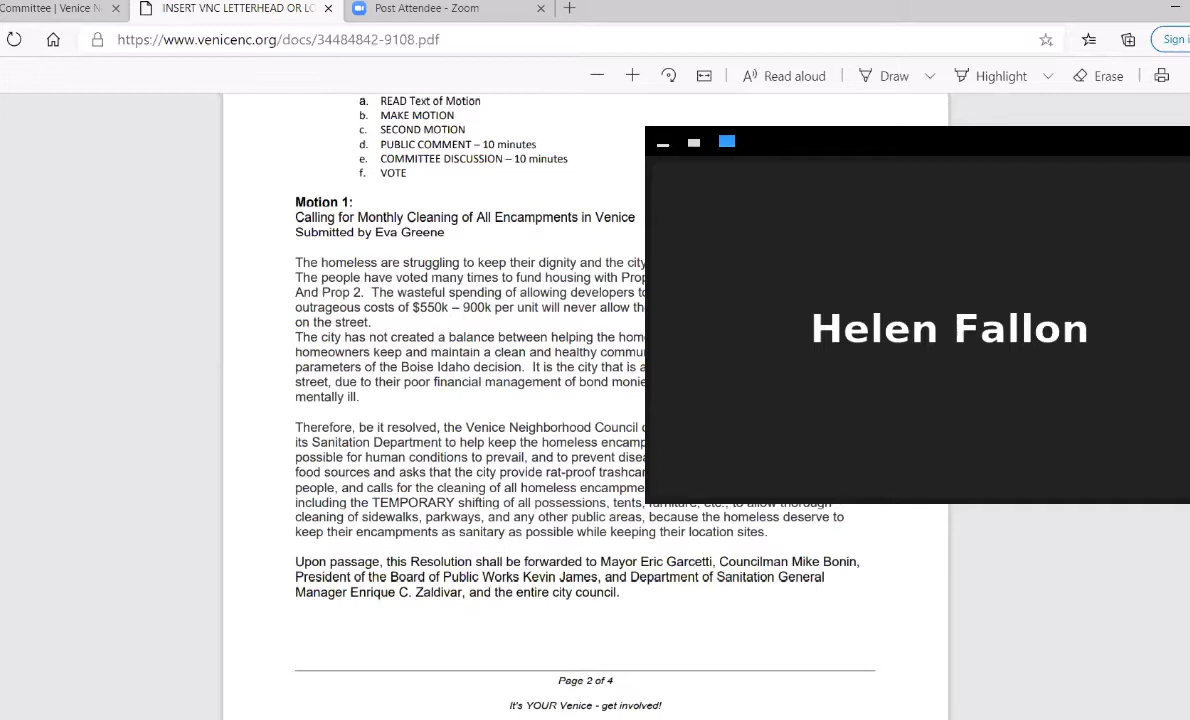 Committee | Venice N
INSERT VNC LETTERHEAD OR LO
Post Attendee - Zoom
https://www.venicenc.org/docs/34484842-9108.pdf
Sign i
Read aloud
Draw
Highlight
Erase
a. READ Text of Motion
b. MAKE MOTION
c. SECOND MOTION
d. PUBLIC COMMENT – 10 minutes
e. COMMITTEE DISCUSSION – 10 minutes
f. VOTE
Motion 1:
Calling for Monthly Cleaning of All Encampments in Venice
Submitted by Eva Greene
The homeless are struggling to keep their dignity and the city
The people have voted many times to fund housing with Prop
And Prop 2. The wasteful spending of allowing developers to
outrageous costs of $550k – 900k per unit will never allow the
on the street.
The city has not created a balance between helping the hom
homeowners keep and maintain a clean and healthy commu
parameters of the Boise Idaho decision. It is the city that is a
street, due to their poor financial management of bond monie
mentally ill.
Therefore, be it resolved, the Venice Neighborhood Council
its Sanitation Department to help keep the homeless encamp
possible for human conditions to prevail, and to prevent disea
food sources and asks that the city provide rat-proof trashcan
people, and calls for the cleaning of all homeless encampme
including the TEMPORARY shifting of all possessions, tents, furniture, etc., to allow thorough
cleaning of sidewalks, parkways, and any other public areas, because the homeless deserve to
keep their encampments as sanitary as possible while keeping their location sites.
Upon passage, this Resolution shall be forwarded to Mayor Eric Garcetti, Councilman Mike Bonin,
President of the Board of Public Works Kevin James, and Department of Sanitation General
Manager Enrique C. Zaldivar, and the entire city council.
Page 2 of 4
It's YOUR Venice - get involved!
Helen Fallon